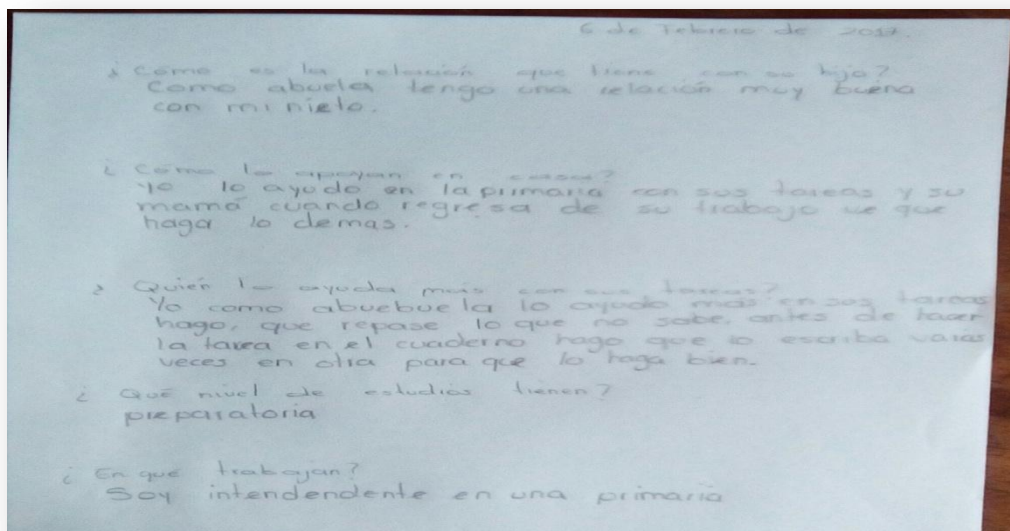 6 de Febrero de 2017.
¿ Cómo es la relación que tiene con su hijo?
Como abuela tengo una relación muy buena
con mi nieto.
¿ Cómo lo apoyan en casa?
Yo lo ayudo en la primaria con sus tareas y su
mamá cuando regresa de su trabajo ve que
haga lo demas.
¿ Quién lo ayuda más con sus tareas?
Yo como abuebuela lo ayudo mas en sus tareas
hago, que repase lo que no sabe, antes de hacer
la tarea en el cuaderno hago que lo escriba varias
veces en otra para que lo haga bien.
¿ Qué nivel de estudios tienen?
preparatoria
¿ En que trabajan?
Soy intendendente en una primaria